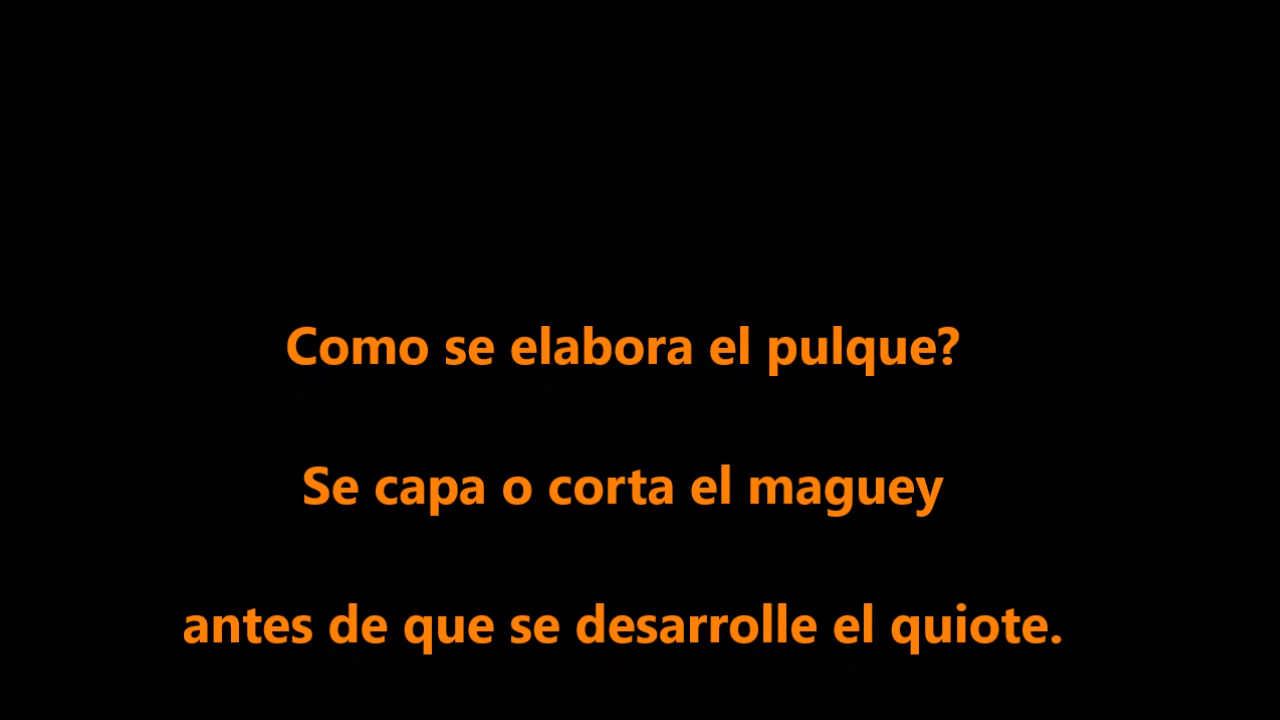 Como se elabora el pulque?
Se capa o corta el maguey
antes de que se desarrolle el quiote.